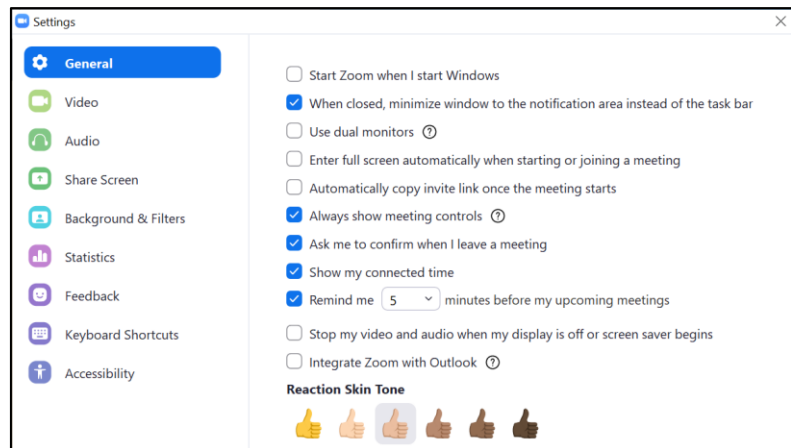 Settings
General
Video
Audio
Share Screen
Background & Filters
Statistics
Feedback
Keyboard Shortcuts
Accessibility
Start Zoom when I start Windows
When closed, minimize window to the notification area instead of the task bar
Use dual monitors ?
Enter full screen automatically when starting or joining a meeting
Automatically copy invite link once the meeting starts
Always show meeting controls ?
Ask me to confirm when I leave a meeting
Show my connected time
Remind me 5 minutes before my upcoming meetings
Stop my video and audio when my display is off or screen saver begins
Integrate Zoom with Outlook ?
Reaction Skin Tone